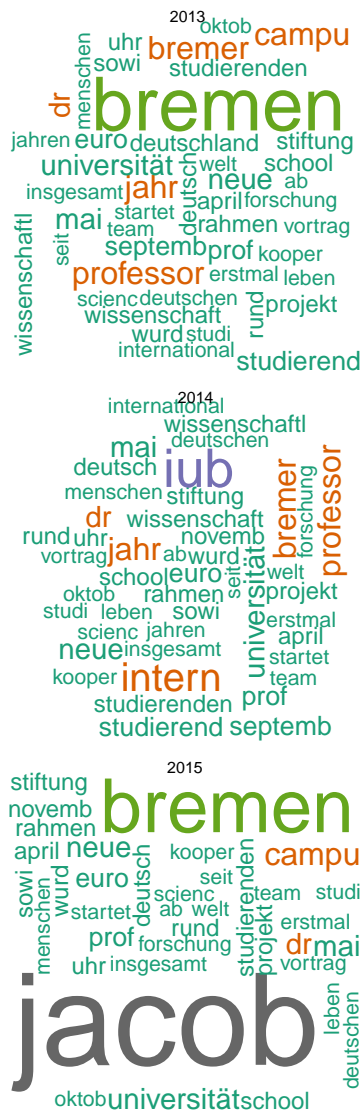 2013
oktob
uhr bremer campu
sowi studierenden
menschen
dr bremen
jahren euro deutschland stiftung
universität welt school
deutsch
insgesamt jahr neue ab
april forschung
mai startet rahmen vortrag
team
seit septemb prof kooper
wissenschaftl
professor erstmal leben
scienc deutschen rund projekt
wissenschaft
wurd studi
international
studierend
2014
international
wissenschaftl
mai deutschen
deutsch iub
menschen stiftung
bremer forschung professor
dr wissenschaft
rund uhr novemb
vortrag jahr ab wurd
school euro seit welt
universität
oktob rahmen projekt
studi leben sowi erstmal
scienc jahren april
neue insgesamt startet
kooper intern team
studierenden prof
studierend septemb
2015
stiftung bremen
novemb
rahmen
april neue kooper campu
deutsch
sowi wurd euro seit
menschen scienc studierenden team studi
startet ab welt
prof rund projekt erstmal
forschung dr mai
uhr insgesamt vortrag
jacob leben
deutschen
oktob universität school